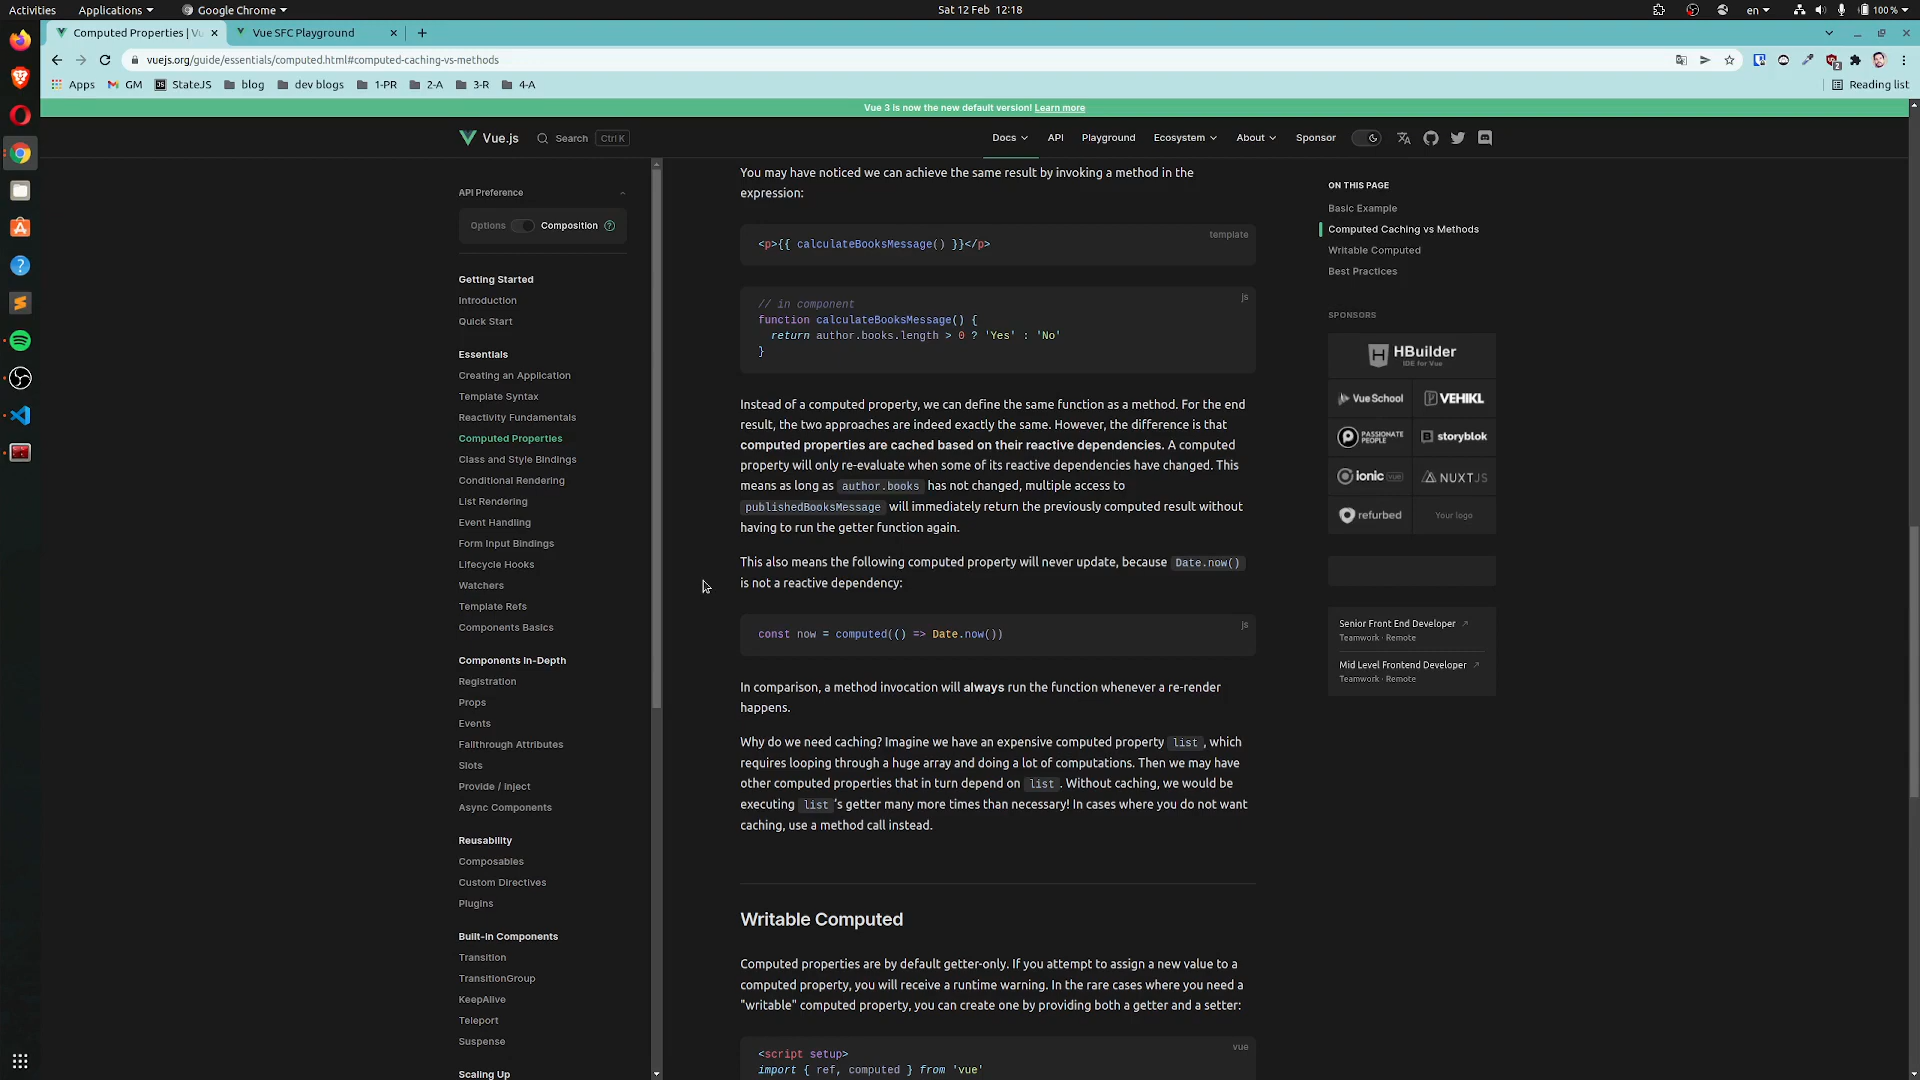 Activities Applications Google Chrome Sat 12 Feb 12:18 en 100 %
Computed Properties | Vu Vue SFC Playground
vuejs.org/guide/essentials/computed.html#computed-caching-vs-methods
Apps GM StateJS blog dev blogs 1-PR 2-A 3-R 4-A Reading list
Vue 3 is now the new default version! Learn more
Vue.js Search Ctrl K Docs API Playground Ecosystem About Sponsor
API Preference
Options Composition
Getting Started
Introduction
Quick Start
Essentials
Creating an Application
Template Syntax
Reactivity Fundamentals
Computed Properties
Class and Style Bindings
Conditional Rendering
List Rendering
Event Handling
Form Input Bindings
Lifecycle Hooks
Watchers
Template Refs
Components Basics
Components In-Depth
Registration
Props
Events
Fallthrough Attributes
Slots
Provide / Inject
Async Components
Reusability
Composables
Custom Directives
Plugins
Built-in Components
Transition
TransitionGroup
KeepAlive
Teleport
Suspense
Scaling Up
You may have noticed we can achieve the same result by invoking a method in the
expression:
template
<p>{{ calculateBooksMessage() }}</p>
js
// in component
function calculateBooksMessage() {
return author.books.length > 0 ? 'Yes' : 'No'
}
Instead of a computed property, we can define the same function as a method. For the end
result, the two approaches are indeed exactly the same. However, the difference is that
computed properties are cached based on their reactive dependencies. A computed
property will only re-evaluate when some of its reactive dependencies have changed. This
means as long as author.books has not changed, multiple access to
publishedBooksMessage will immediately return the previously computed result without
having to run the getter function again.
This also means the following computed property will never update, because Date.now()
is not a reactive dependency:
js
const now = computed(() => Date.now())
In comparison, a method invocation will always run the function whenever a re-render
happens.
Why do we need caching? Imagine we have an expensive computed property list, which
requires looping through a huge array and doing a lot of computations. Then we may have
other computed properties that in turn depend on list. Without caching, we would be
executing list's getter many more times than necessary! In cases where you do not want
caching, use a method call instead.
Writable Computed
Computed properties are by default getter-only. If you attempt to assign a new value to a
computed property, you will receive a runtime warning. In the rare cases where you need a
"writable" computed property, you can create one by providing both a getter and a setter:
vue
<script setup>
import { ref, computed } from 'vue'
ON THIS PAGE
Basic Example
Computed Caching vs Methods
Writable Computed
Best Practices
SPONSORS
HBuilder
IDE for Vue
Vue School VEHIKL
PASSIONATE
PEOPLE storyblok
ionic vue NUXTJS
refurbed Your logo
Senior Front End Developer
Teamwork · Remote
Mid Level Frontend Developer
Teamwork · Remote